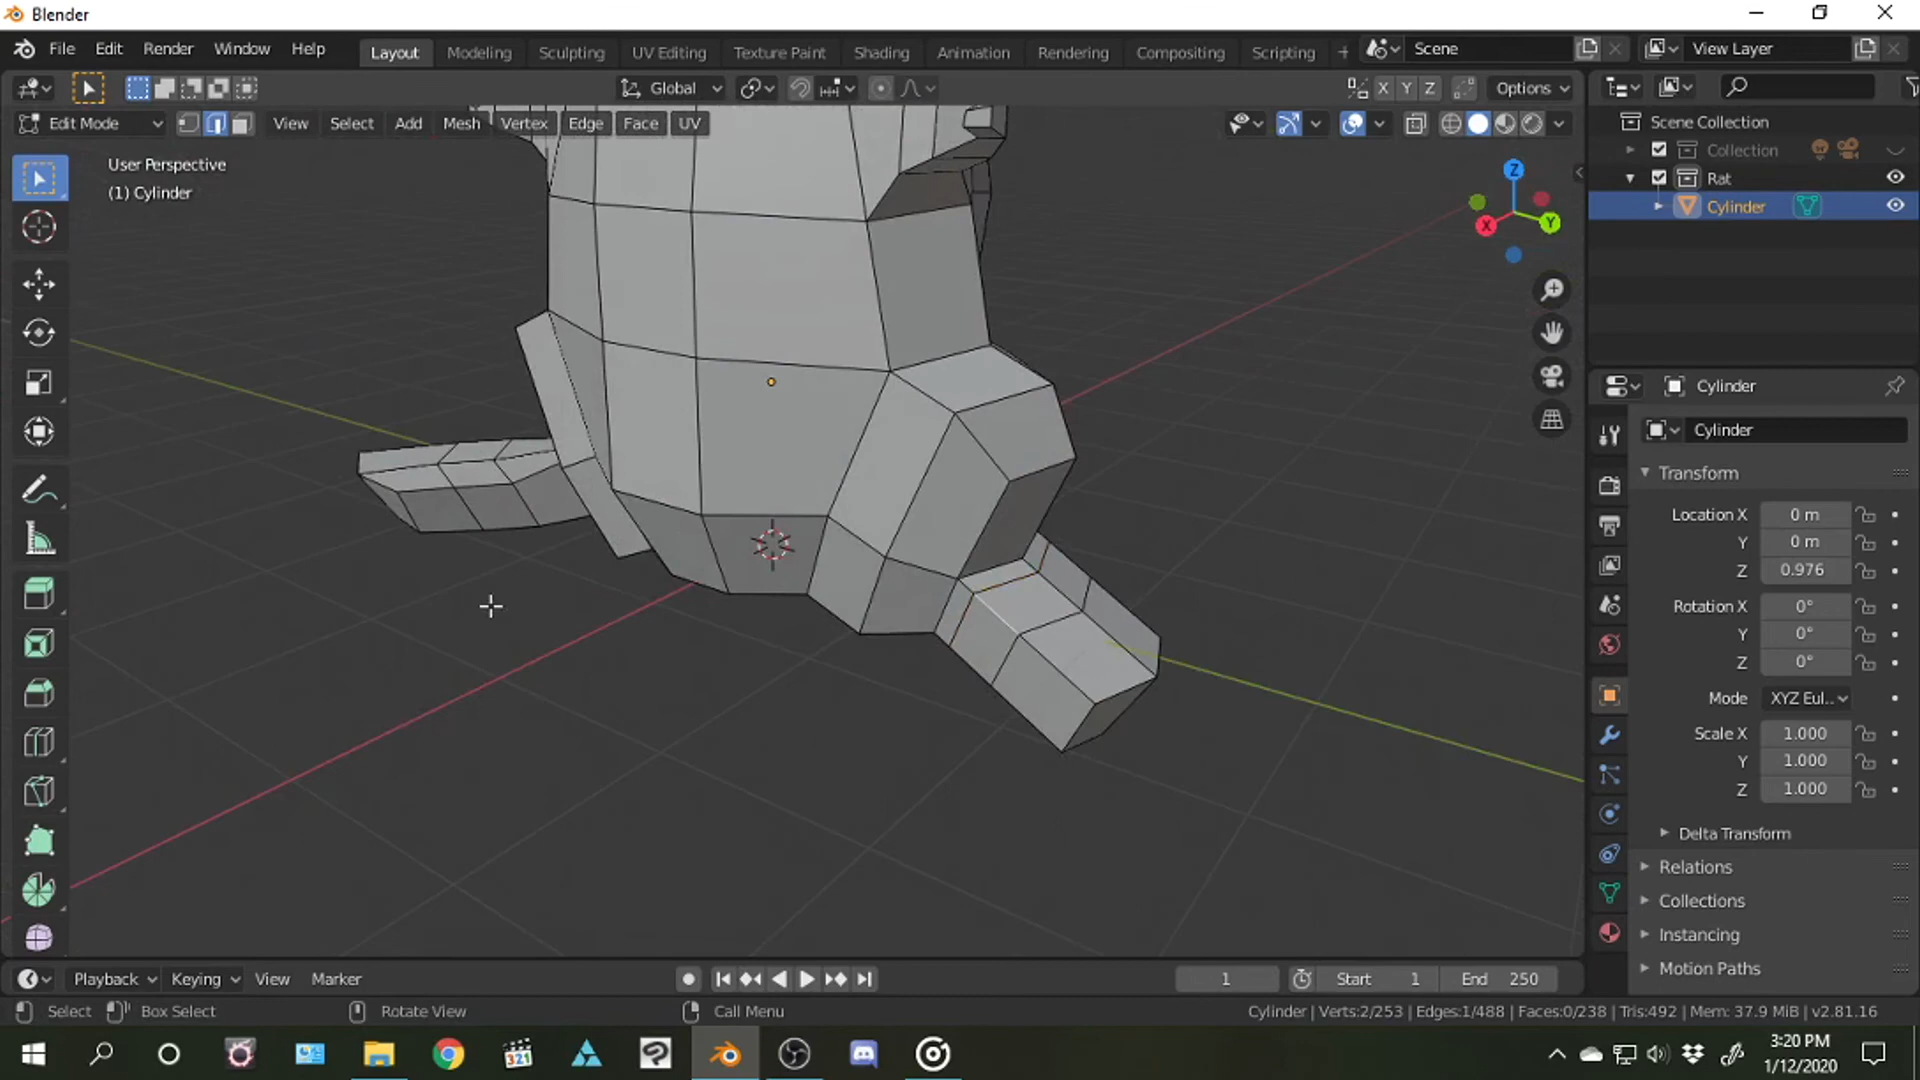 Blender
File Edit Render Window Help Layout Modeling Sculpting UV Editing Texture Paint Shading Animation Rendering Compositing Scripting + Scene View Layer
Global X Y Z Options
Edit Mode View Select Add Mesh Vertex Edge Face UV
User Perspective
(1) Cylinder
Z
X
Y
Scene Collection
Collection
Rat
Cylinder
Cylinder
Cylinder
Transform
Location X 0 m
Y 0 m
Z 0.976
Rotation X 0°
Y 0°
Z 0°
Mode XYZ Eul..
Scale X 1.000
Y 1.000
Z 1.000
Delta Transform
Relations
Collections
Instancing
Motion Paths
Playback Keying View Marker 1 Start 1 End 250
Select Box Select Rotate View Call Menu Cylinder | Verts:2/253 | Edges:1/488 | Faces:0/238 | Tris:492 | Mem: 37.9 MiB | v2.81.16
321
3:20 PM
1/12/2020